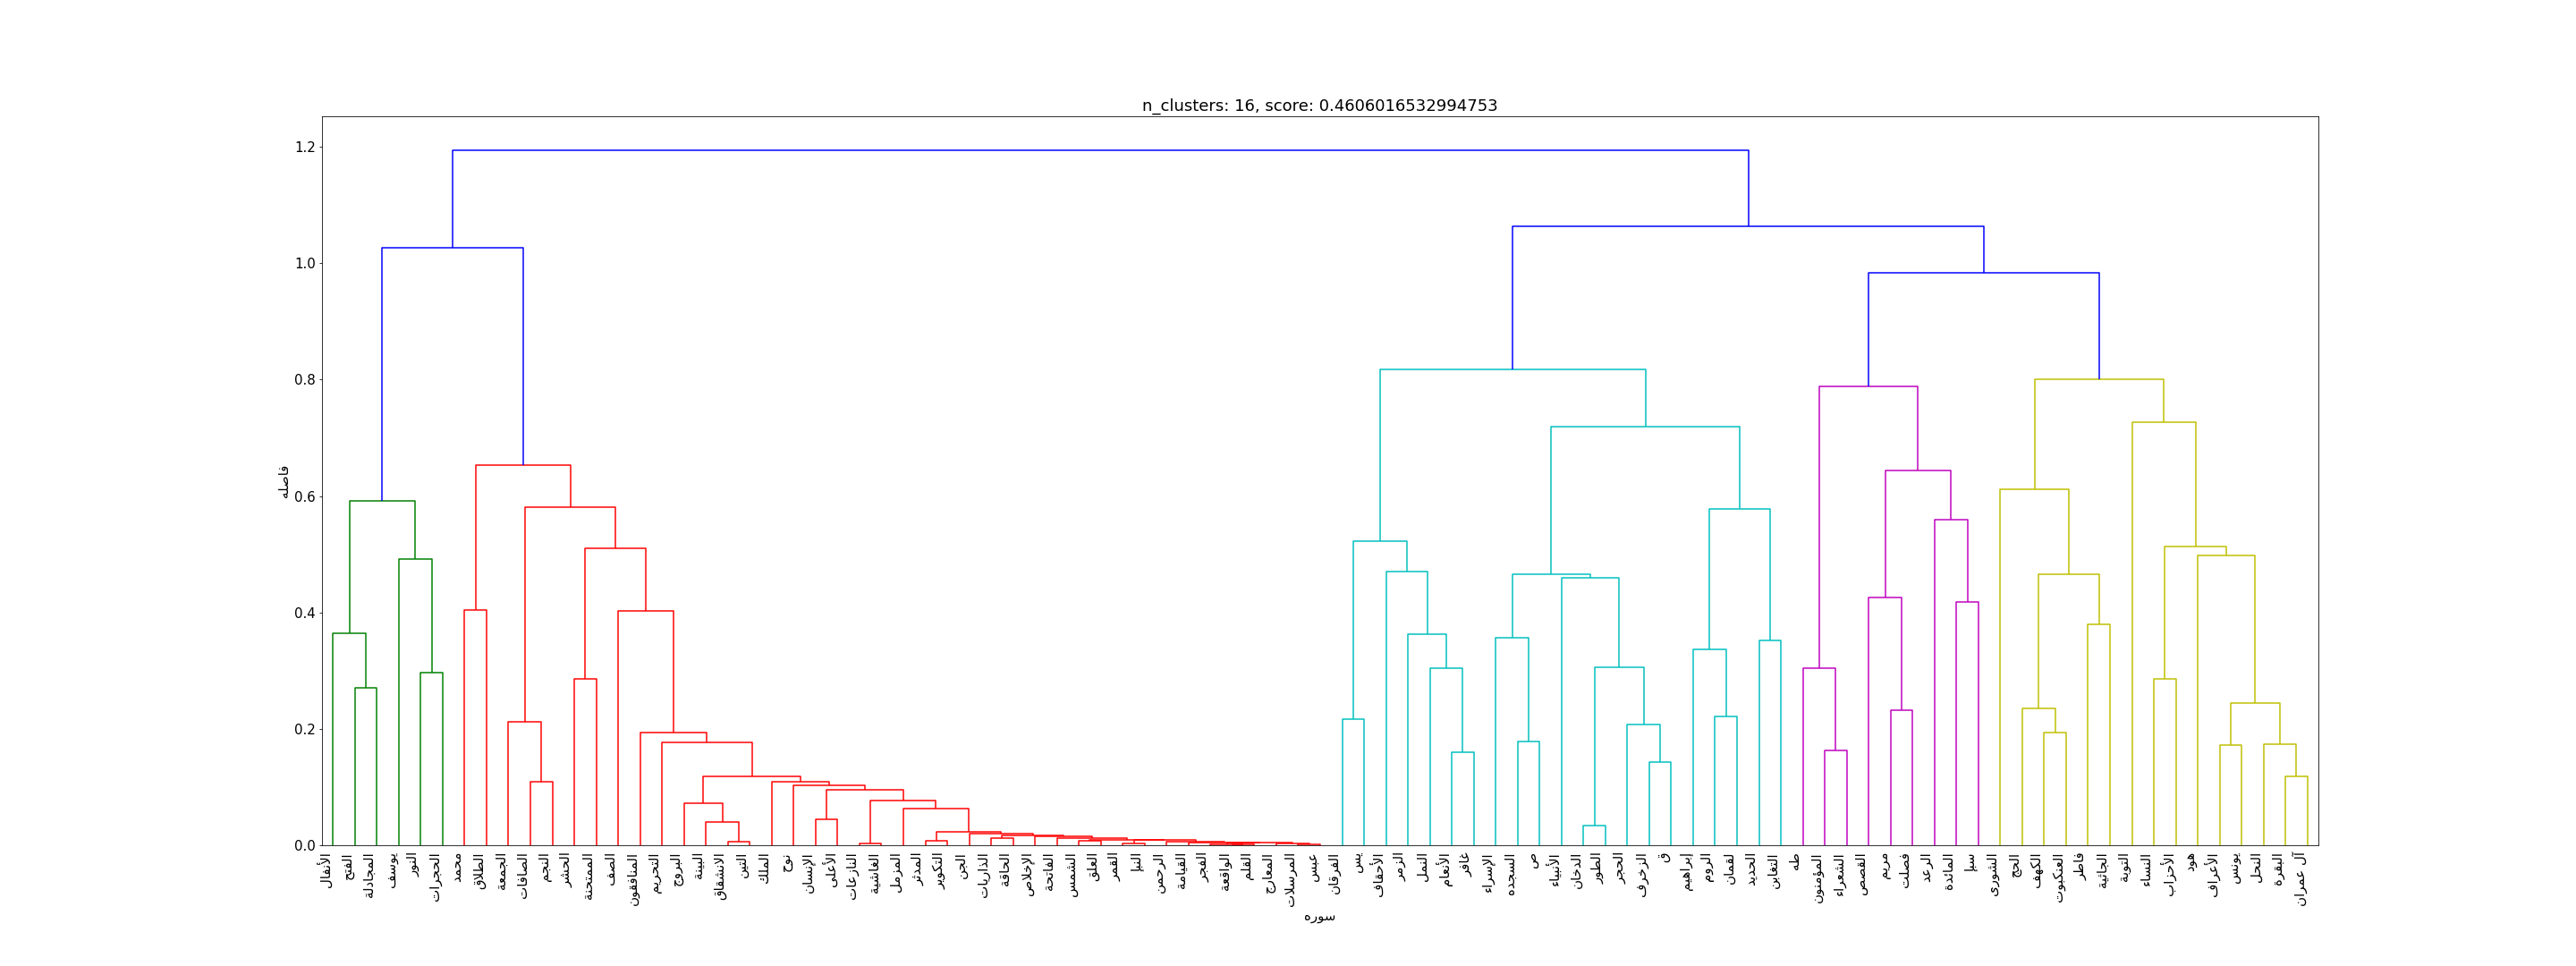 n_clusters: 16, score: 0.4606016532994753
1.2
1.0
0.8
0.6
0.4
0.2
0.0
فاصله
الأنفال
الفتح
المجادلة
يوسف
النور
الحجرات
محمد
الطلاق
الجمعة
الصافات
النجم
الحشر
الممتحنة
الصف
المنافقون
التحريم
البروج
البينة
الانشقاق
التين
الملك
نوح
الإنسان
الأعلى
النازعات
الغاشية
المزمل
المدثر
التكوير
الجن
الذاريات
الحاقة
الإخلاص
الفاتحة
الشمس
العلق
القمر
النبإ
الرحمن
القيامة
الفجر
الواقعة
القلم
المعارج
المرسلات
عبس
الفرقان
يس
الأحقاف
الزمر
النمل
الأنعام
غافر
الإسراء
السجده
ص
الأنبياء
الدخان
الطور
الحجر
الزخرف
ق
إبراهيم
الروم
لقمان
الحديد
التغابن
طه
المؤمنون
الشعراء
القصص
مريم
فصلت
الرعد
المائدة
سبإ
الشورى
الحج
الكهف
العنكبوت
فاطر
الجاثية
التوبة
النساء
الأحزاب
هود
يونس
الأعراف
النحل
البقرة
آل عمران
سوره